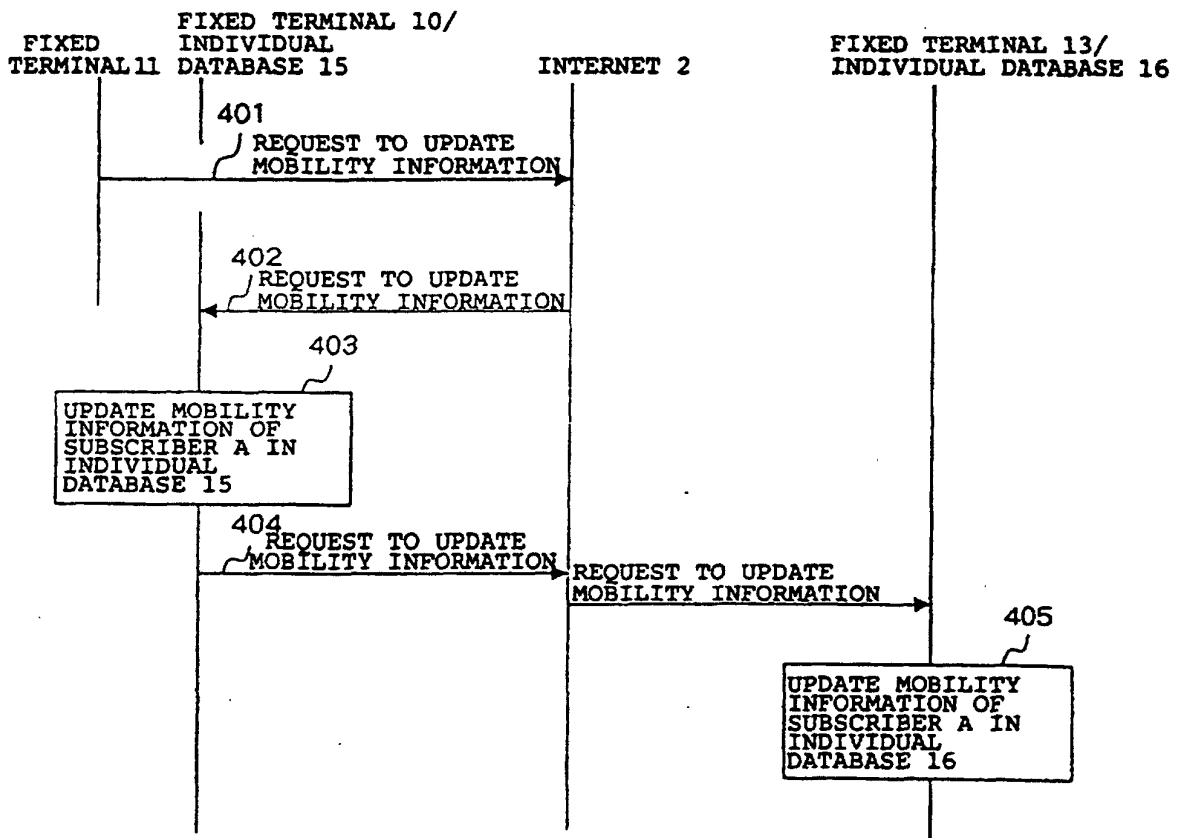 FIXED
TERMINAL 11
FIXED TERMINAL 10/
INDIVIDUAL
DATABASE 15
INTERNET 2
FIXED TERMINAL 13/
INDIVIDUAL DATABASE 16
401
REQUEST TO UPDATE
MOBILITY INFORMATION
402
REQUEST TO UPDATE
MOBILITY INFORMATION
403
UPDATE MOBILITY
INFORMATION OF
SUBSCRIBER A IN
INDIVIDUAL
DATABASE 15
404
REQUEST TO UPDATE
MOBILITY INFORMATION
REQUEST TO UPDATE
MOBILITY INFORMATION
405
UPDATE MOBILITY
INFORMATION OF
SUBSCRIBER A IN
INDIVIDUAL
DATABASE 16